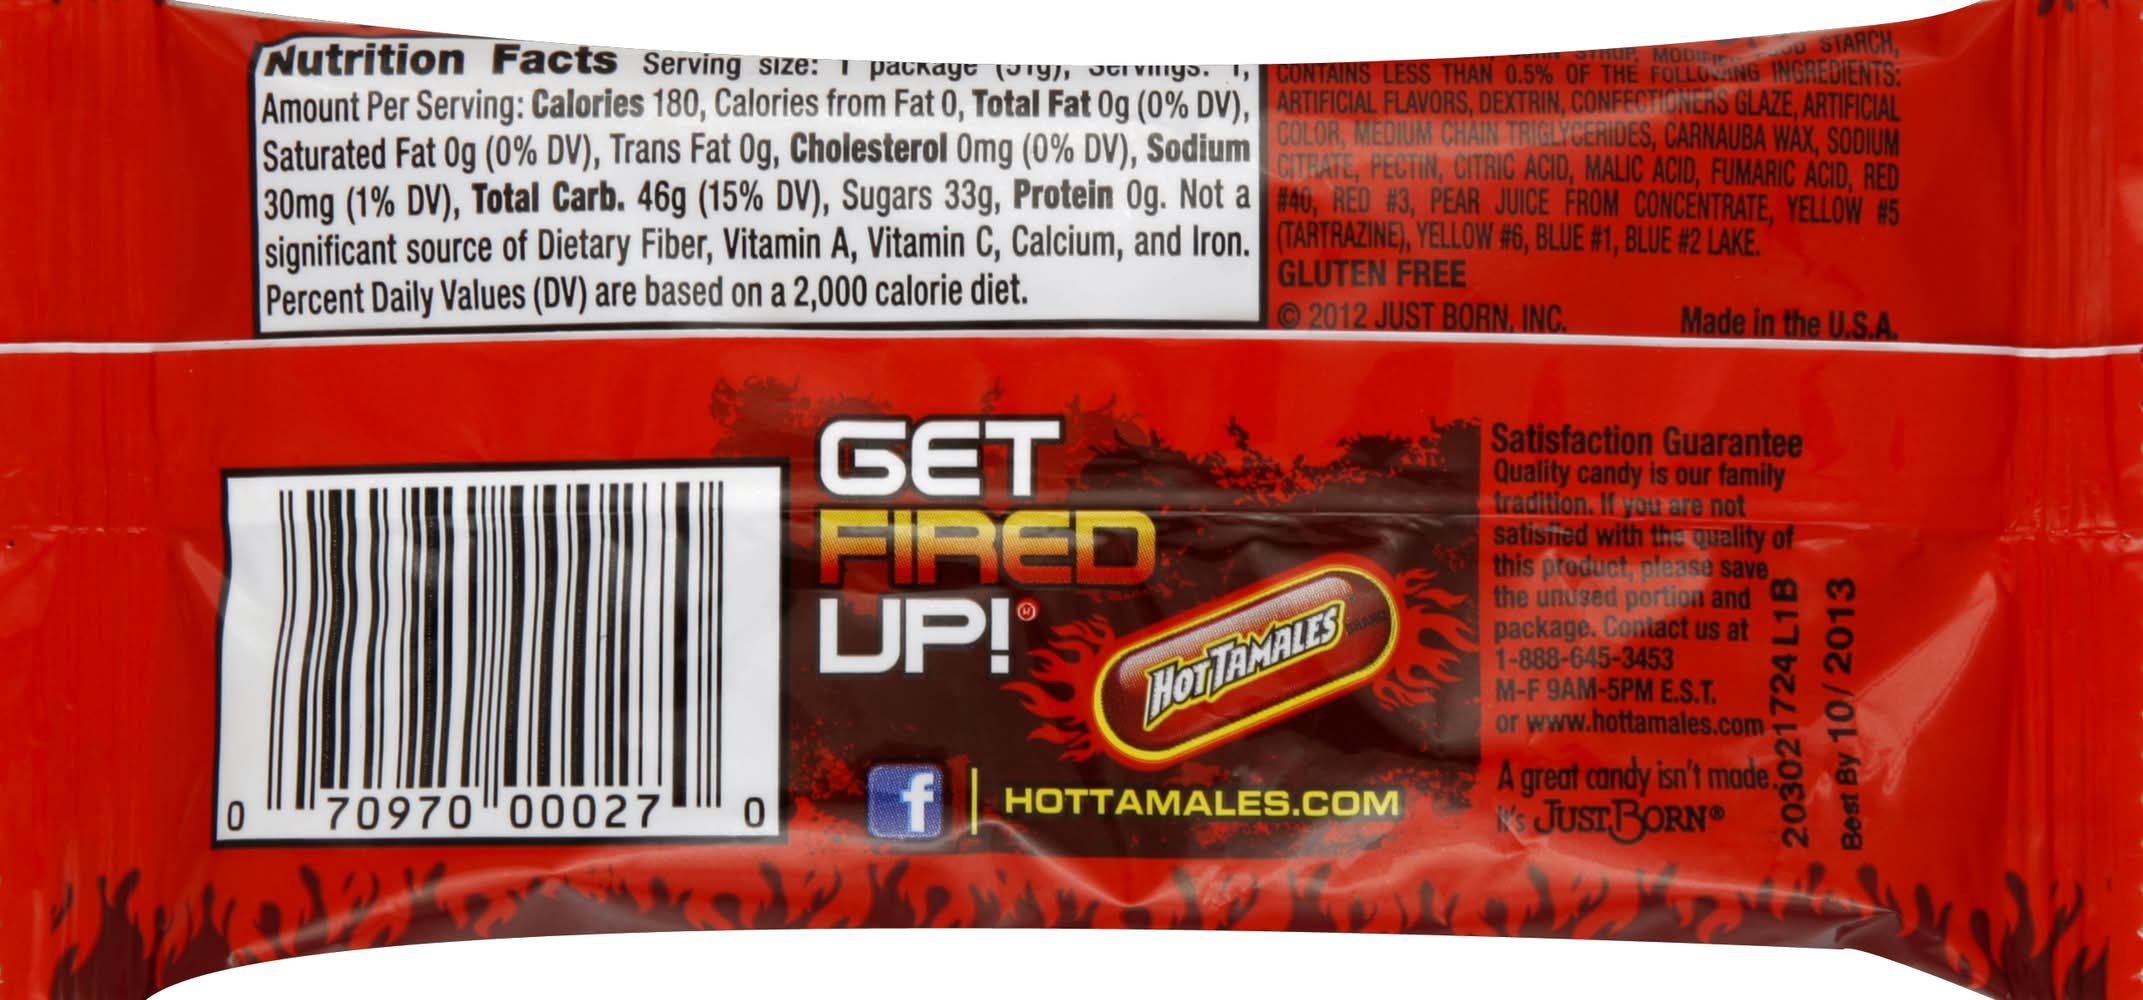 Nutrition Facts Serving size: 1 package (51g), Servings: 1,
Amount Per Serving: Calories 180, Calories from Fat 0, Total Fat 0g (0% DV),
Saturated Fat 0g (0% DV), Trans Fat 0g, Cholesterol 0mg (0% DV), Sodium
30mg (1% DV), Total Carb. 46g (15% DV), Sugars 33g, Protein 0g. Not a
significant source of Dietary Fiber, Vitamin A, Vitamin C, Calcium, and Iron.
Percent Daily Values (DV) are based on a 2,000 calorie diet.
SYRUP, MODIFIED FOOD STARCH,
CONTAINS LESS THAN 0.5% OF THE FOLLOWING INGREDIENTS:
ARTIFICIAL FLAVORS, DEXTRIN, CONFECTIONERS GLAZE, ARTIFICIAL
COLOR, MEDIUM CHAIN TRIGLYCERIDES, CARNAUBA WAX, SODIUM
CITRATE, PECTIN, CITRIC ACID, MALIC ACID, FUMARIC ACID, RED
#40, RED #3, PEAR JUICE FROM CONCENTRATE, YELLOW #5
(TARTRAZINE), YELLOW #6, BLUE #1, BLUE #2 LAKE.
GLUTEN FREE
© 2012 JUST BORN, INC. Made in the U.S.A.
0 70970 00027 0
GET
FIRED
UP!
HOT TAMALES
f HOTTAMALES.COM
Satisfaction Guarantee
Quality candy is our family
tradition. If you are not
satisfied with the quality of
this product, please save
the unused portion and
package. Contact us at
1-888-645-3453
M-F 9AM-5PM E.S.T.
or www.hottamales.com
A great candy isn't made.
It's JUST BORN®
203021724 L1B
Best By 10/ 2013